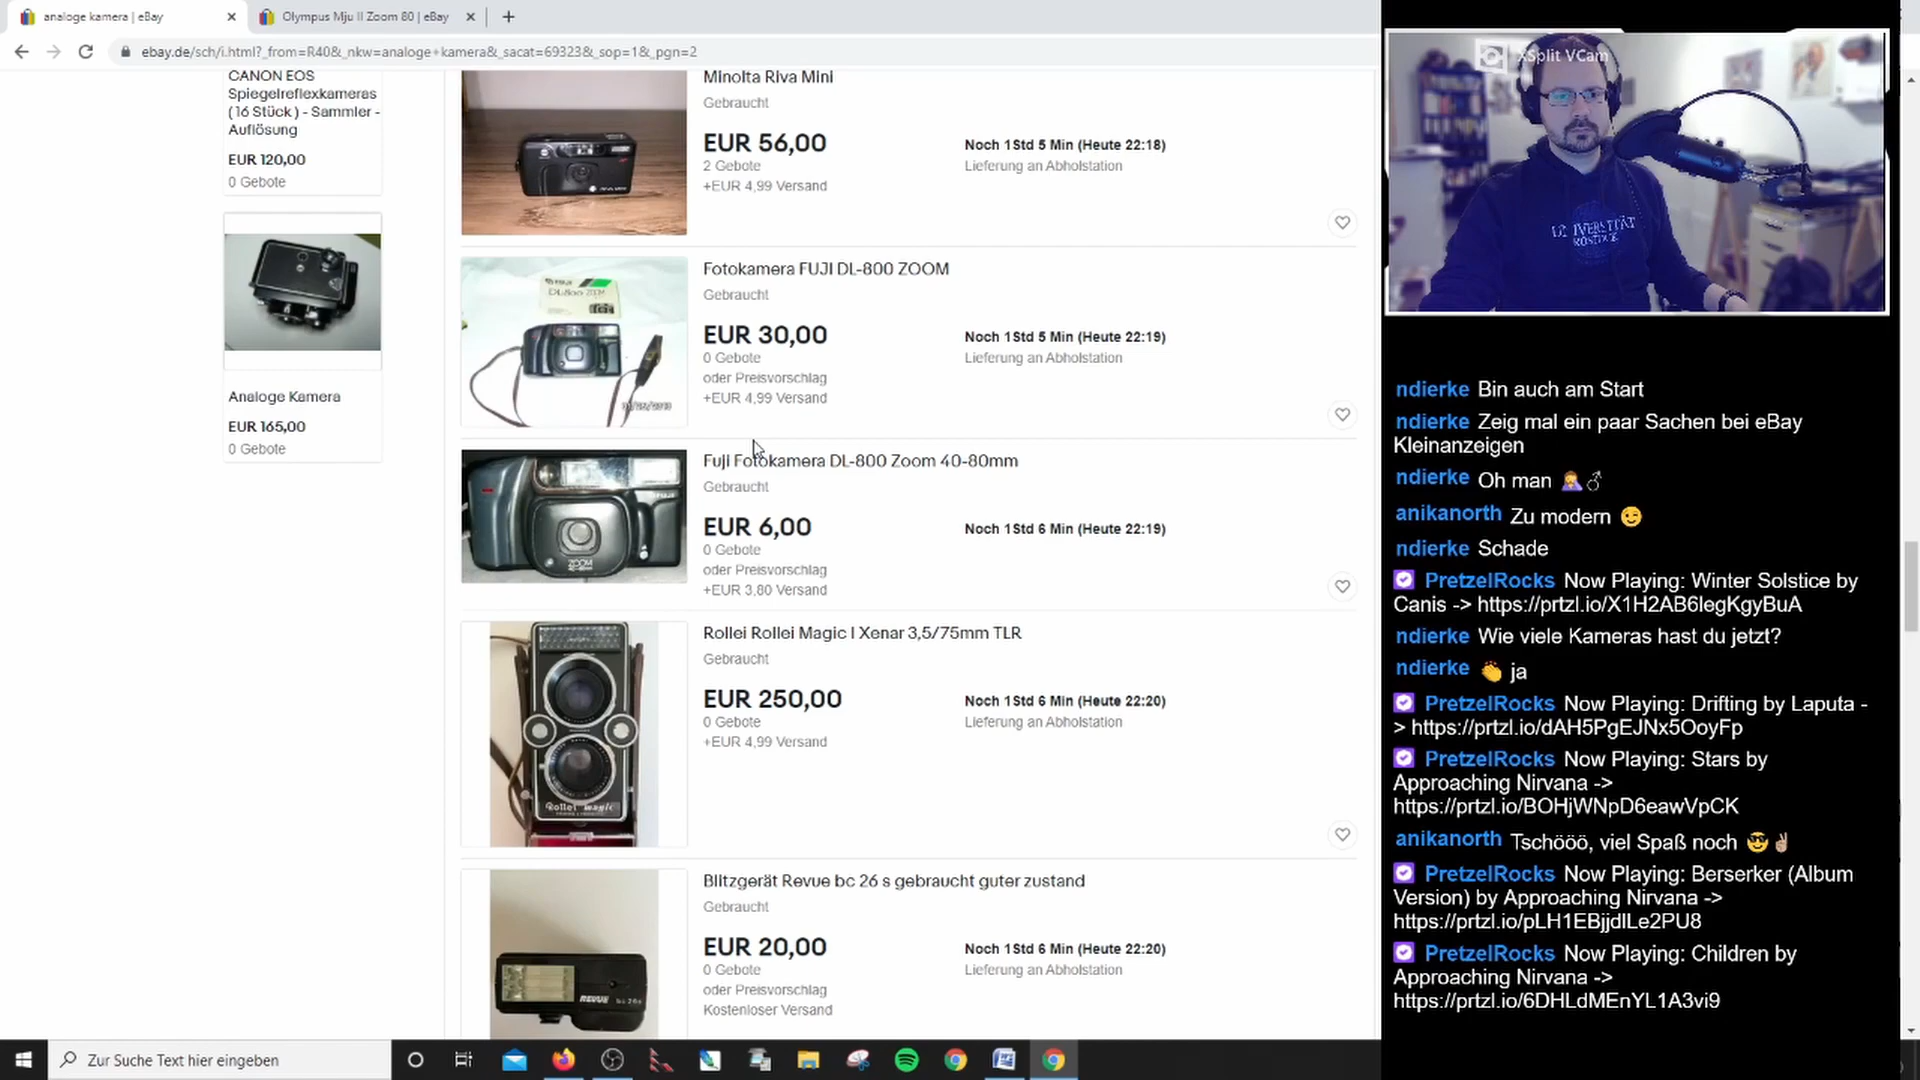 analoge kamera | eBay
Olympus Mju II Zoom 80 | eBay
ebay.de/sch/i.html?_from=R40&_nkw=analoge+kamera&_sacat=69323&_sop=1&_pgn=2
CANON EOS
Spiegelreflexkameras
(16 Stück) - Sammler -
Auflösung
EUR 120,00
0 Gebote
Analoge Kamera
EUR 165,00
0 Gebote
Minolta Riva Mini
Gebraucht
EUR 56,00
2 Gebote
+EUR 4,99 Versand
Noch 1Std 5 Min (Heute 22:18)
Lieferung an Abholstation
Fotokamera FUJI DL-800 ZOOM
Gebraucht
EUR 30,00
0 Gebote
oder Preisvorschlag
+EUR 4,99 Versand
Noch 1Std 5 Min (Heute 22:19)
Lieferung an Abholstation
FUJI
DL-800 ZOOM
Fuji Fotokamera DL-800 Zoom 40-80mm
Gebraucht
EUR 6,00
0 Gebote
oder Preisvorschlag
+EUR 3,80 Versand
Noch 1Std 6 Min (Heute 22:19)
FUJI
ZOOM
Rollei Rollei Magic I Xenar 3,5/75mm TLR
Gebraucht
EUR 250,00
0 Gebote
+EUR 4,99 Versand
Noch 1Std 6 Min (Heute 22:20)
Lieferung an Abholstation
Rollei magic
Blitzgerät Revue bc 26 s gebraucht guter zustand
Gebraucht
EUR 20,00
0 Gebote
oder Preisvorschlag
Kostenloser Versand
Noch 1Std 6 Min (Heute 22:20)
Lieferung an Abholstation
REVUE bc 26s
Zur Suche Text hier eingeben
XSplit VCam
UNIVERSITÄT
ROSTOCK
ndierke Bin auch am Start
ndierke Zeig mal ein paar Sachen bei eBay
Kleinanzeigen
ndierke Oh man 🤦‍♂
anikanorth Zu modern 😉
ndierke Schade
PretzelRocks Now Playing: Winter Solstice by
Canis -> https://prtzl.io/X1H2AB6legKgyBuA
ndierke Wie viele Kameras hast du jetzt?
ndierke 👏 ja
PretzelRocks Now Playing: Drifting by Laputa -
> https://prtzl.io/dAH5PgEJNx5OoyFp
PretzelRocks Now Playing: Stars by
Approaching Nirvana ->
https://prtzl.io/BOHjWNpD6eawVpCK
anikanorth Tschööö, viel Spaß noch 😎✌🏼
PretzelRocks Now Playing: Berserker (Album
Version) by Approaching Nirvana ->
https://prtzl.io/pLH1EBjjdlLe2PU8
PretzelRocks Now Playing: Children by
Approaching Nirvana ->
https://prtzl.io/6DHLdMEnYL1A3vi9